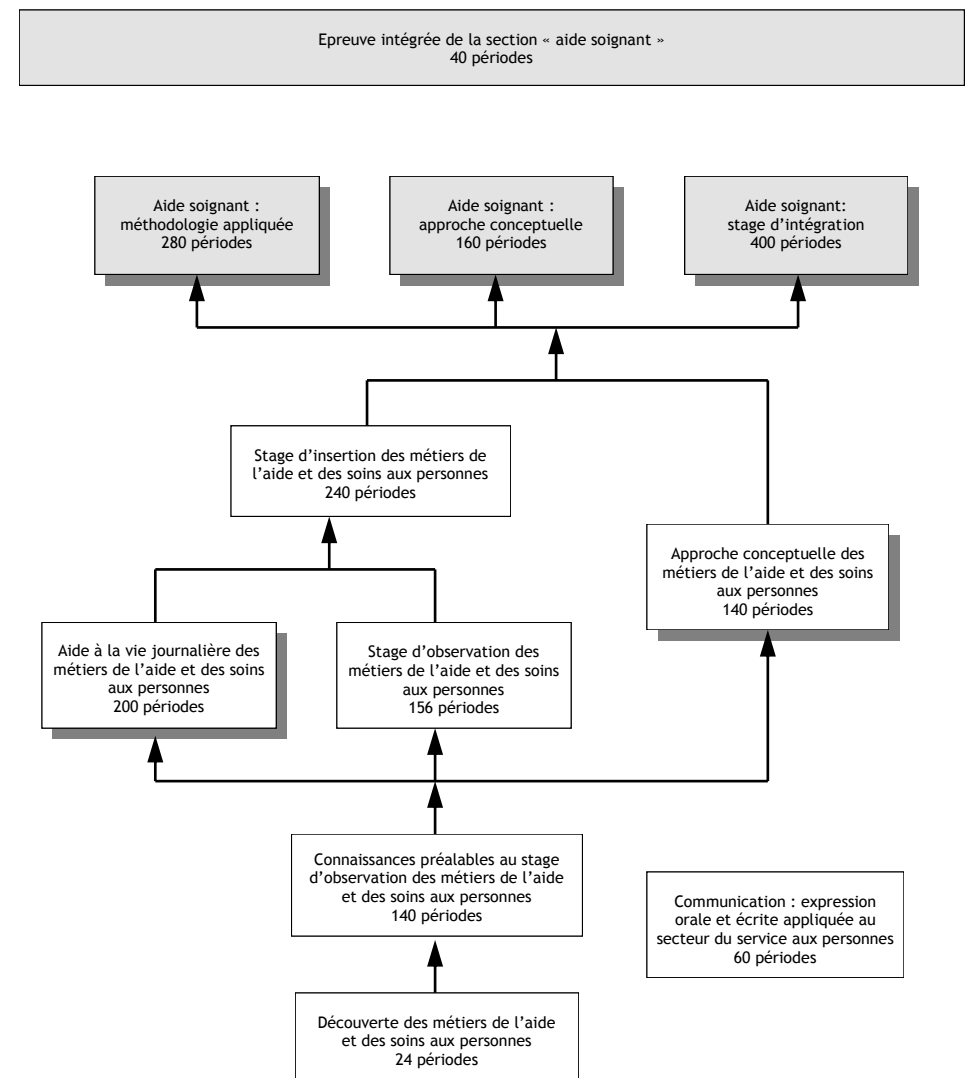 Epreuve intégrée de la section « aide soignant »
40 périodes
Aide soignant :
méthodologie appliquée
280 périodes
Aide soignant :
approche conceptuelle
160 périodes
Aide soignant:
stage d’intégration
400 périodes
Stage d’insertion des métiers de
l’aide et des soins aux personnes
240 périodes
Approche conceptuelle des
métiers de l’aide et des soins
aux personnes
140 périodes
Aide à la vie journalière des
métiers de l’aide et des soins
aux personnes
200 périodes
Stage d’observation des
métiers de l’aide et des soins
aux personnes
156 périodes
Connaissances préalables au stage
d’observation des métiers de l’aide
et des soins aux personnes
140 périodes
Communication : expression
orale et écrite appliquée au
secteur du service aux personnes
60 périodes
Découverte des métiers de l’aide
et des soins aux personnes
24 périodes